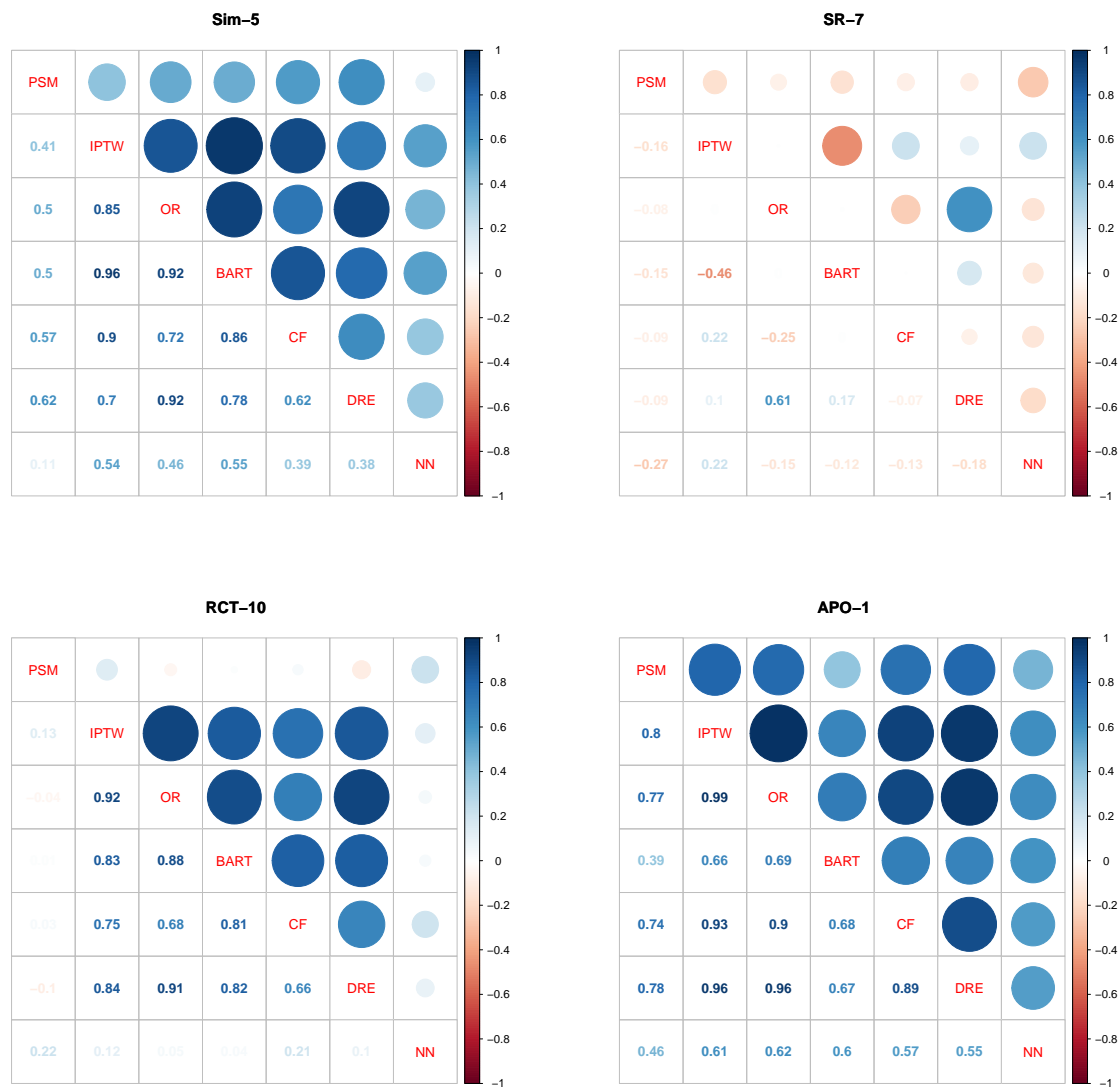 Sim−5
PSM
0.41 IPTW
0.5 0.85 OR
0.5 0.96 0.92 BART
0.57 0.9 0.72 0.86 CF
0.62 0.7 0.92 0.78 0.62 DRE
0.11 0.54 0.46 0.55 0.39 0.38 NN
1
0.8
0.6
0.4
0.2
0
−0.2
−0.4
−0.6
−0.8
−1
SR−7
PSM
−0.16 IPTW
−0.08 OR
−0.15 −0.46 BART
−0.09 0.22 −0.25 CF
−0.09 0.1 0.61 0.17 −0.07 DRE
−0.27 0.22 −0.15 −0.12 −0.13 −0.18 NN
1
0.8
0.6
0.4
0.2
0
−0.2
−0.4
−0.6
−0.8
−1
RCT−10
PSM
0.13 IPTW
−0.04 0.92 OR
0.83 0.88 BART
0.03 0.75 0.68 0.81 CF
−0.1 0.84 0.91 0.82 0.66 DRE
0.22 0.12 0.05 0.04 0.21 0.1 NN
1
0.8
0.6
0.4
0.2
0
−0.2
−0.4
−0.6
−0.8
−1
APO−1
PSM
0.8 IPTW
0.77 0.99 OR
0.39 0.66 0.69 BART
0.74 0.93 0.9 0.68 CF
0.78 0.96 0.96 0.67 0.89 DRE
0.46 0.61 0.62 0.6 0.57 0.55 NN
1
0.8
0.6
0.4
0.2
0
−0.2
−0.4
−0.6
−0.8
−1